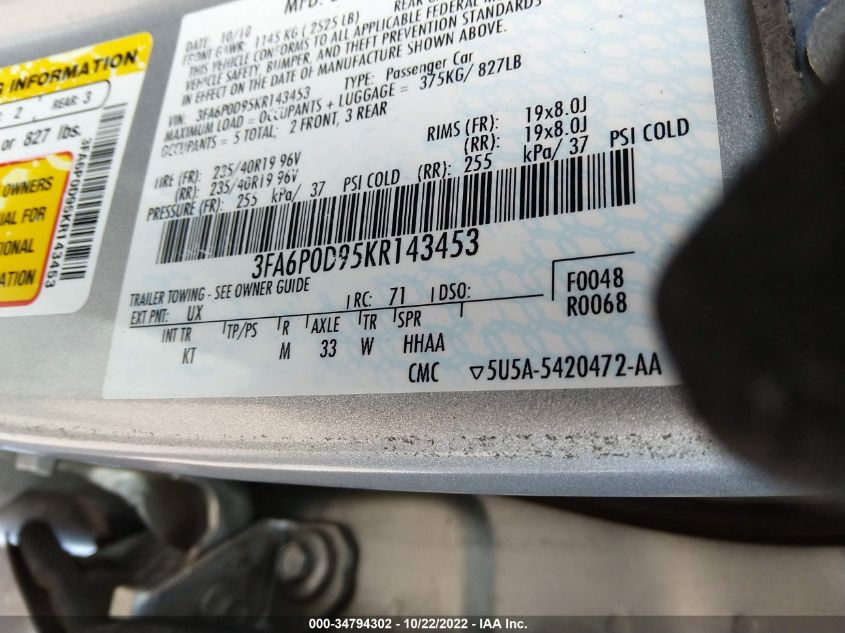 MFD.
DATE: 10/18
FRONT GAWR: 1145 KG ( 2525 LB) REAR
THIS VEHICLE CONFORMS TO ALL APPLICABLE FEDERAL
VEHICLE SAFETY, BUMPER, AND THEFT PREVENTION STANDARDS
IN EFFECT ON THE DATE OF MANUFACTURE SHOWN ABOVE.
VIN: 3FA6P0D95KR143453 TYPE: Passenger Car
MAXIMUM LOAD = OCCUPANTS + LUGGAGE = 375KG/ 827LB
OCCUPANTS = 5 TOTAL; 2 FRONT, 3 REAR
TIRE (FR): 235/40R19 96V RIMS (FR): 19x8.0J
(RR): 235/40R19 96V (RR): 19x8.0J
PRESSURE (FR): 255 kPa/ 37 PSI COLD (RR): 255 kPa/ 37 PSI COLD
3FA6P0D95KR143453
TRAILER TOWING - SEE OWNER GUIDE
EXT PNT: UX RC: 71 DSO: F0048
R0068
INT TR TP/PS R AXLE TR SPR
KT M 33 W HHAA
CMC ▽5U5A-5420472-AA
INFORMATION
2 REAR: 3
or 827 lbs.
3FA6P0D95KR143453
OWNERS
FOR
000-34794302 - 10/22/2022 - IAA Inc.